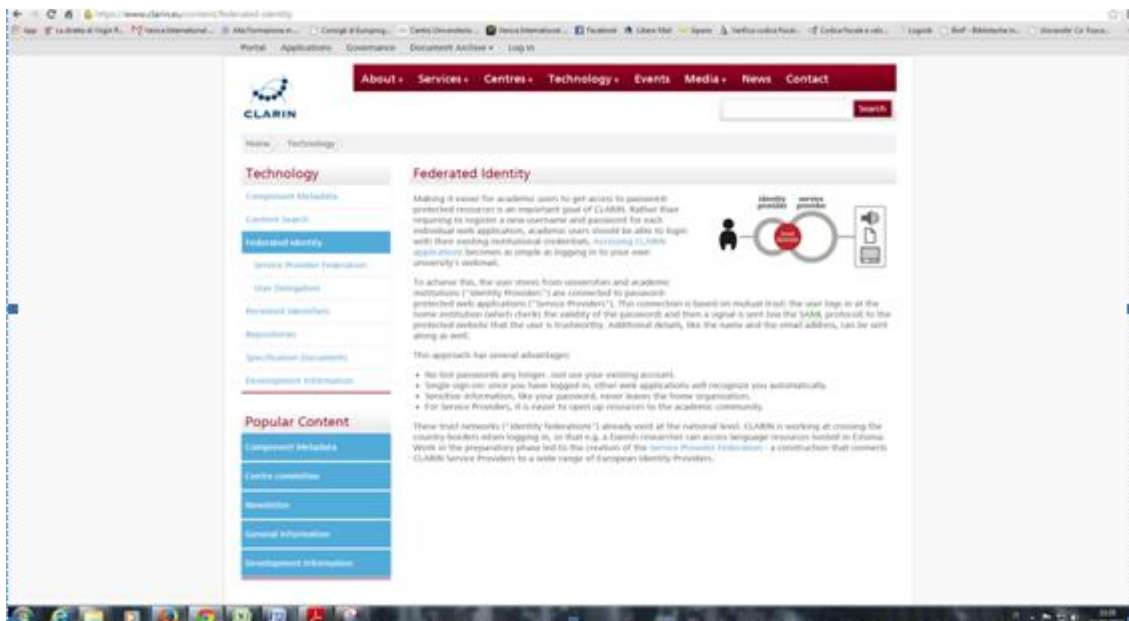 https://www.clarin.eu/content/federated-identity
Portal Applications Governance Document Archive Log in
About Services Centres Technology Events Media News Contact
CLARIN
Search
Home Technology
Technology
Component Metadata
Content Search
Federated Identity
Service Provider Federation
User Delegation
Persistent Identifiers
Repositories
Specification Documents
Development Information
Popular Content
Component Metadata
Centre committee
Newsletter
General Information
Development Information
Federated Identity
identity provider
service provider
Making it easier for academic users to get access to password-
protected resources is an important goal of CLARIN. Rather than
requiring to register a new username and password for each
individual web application, academic users should be able to login
with their existing institutional credentials. Accessing CLARIN
applications becomes as simple as logging in to your own
university's webmail.
To achieve this, the user stores from universities and academic
institutions ("Identity Providers") are connected to password-
protected web applications ("Service Providers"). This connection is based on mutual trust: the user logs in at the
home institution (which checks the validity of the password) and then a signal is sent (via the SAML protocol) to the
protected website that the user is trustworthy. Additional details, like the name and the email address, can be sent
along as well.
This approach has several advantages:
• No lost passwords any longer: just use your existing account.
• Single sign-on: once you have logged in, other web applications will recognize you automatically.
• Sensitive information, like your password, never leaves the home organisation.
• For Service Providers, it is easier to open up resources to the academic community.
These trust networks ("identity federations") already exist at the national level. CLARIN is working at crossing the
country borders when logging in, so that e.g. a Danish researcher can access language resources hosted in Estonia.
Work in the preparatory phase led to the creation of the Service Provider Federation - a construction that connects
CLARIN Service Providers to a wide range of European Identity Providers.